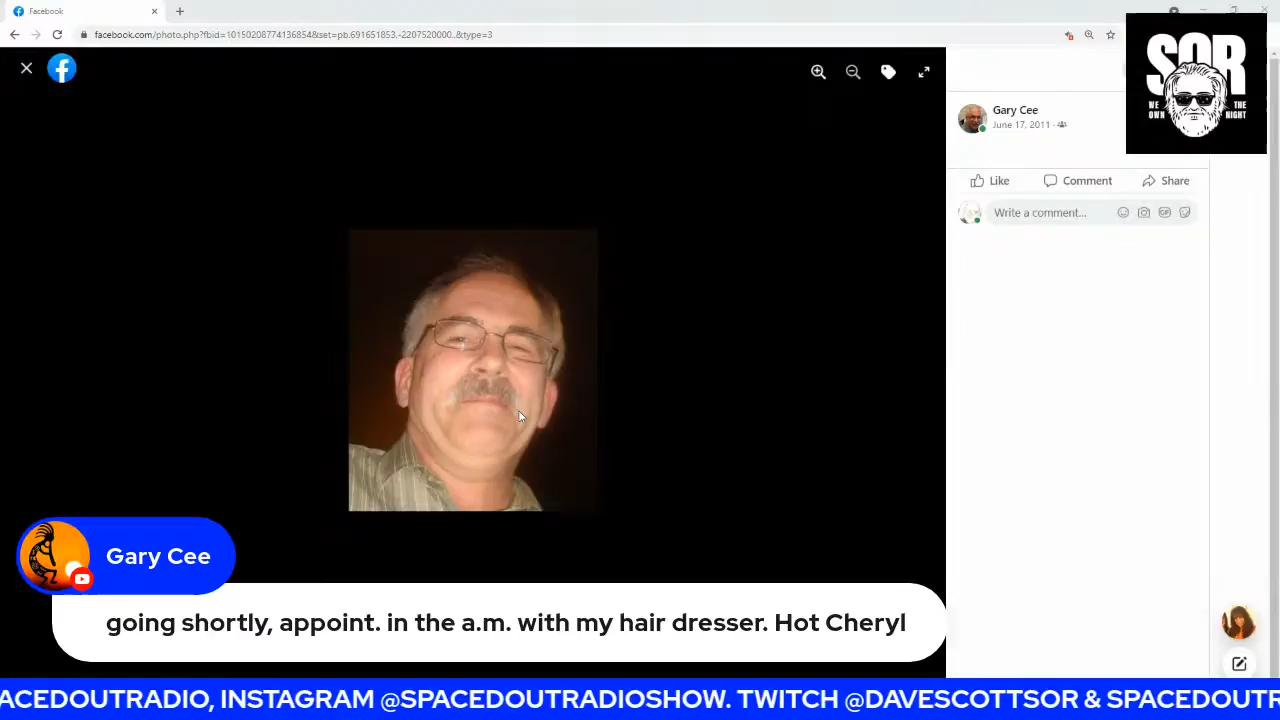 Facebook
facebook.com/photo.php?fbid=10150208774136854&set=pb.691651853.-2207520000..&type=3
SOR
WE THE
OWN NIGHT
Gary Cee
June 17, 2011
Like Comment Share
Write a comment...
GIF
Gary Cee
going shortly, appoint. in the a.m. with my hair dresser. Hot Cheryl
ACEDOUTRADIO, INSTAGRAM @SPACEDOUTRADIOSHOW. TWITCH @DAVESCOTTSOR & SPACEDOUTR